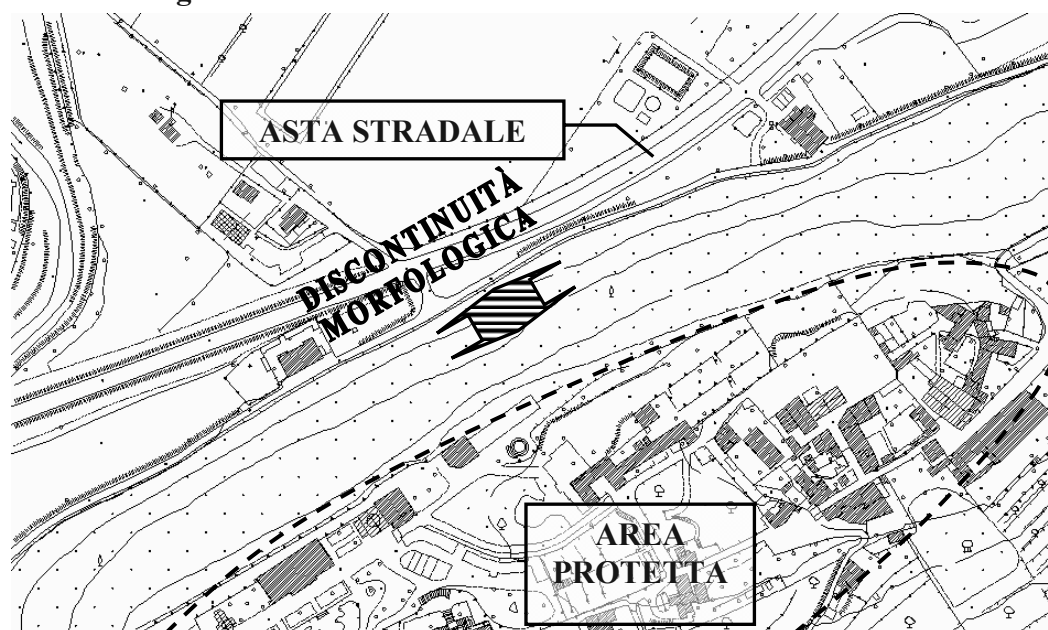 ASTA STRADALE
DISCONTINUITÀ
MORFOLOGICA
AREA
PROTETTA